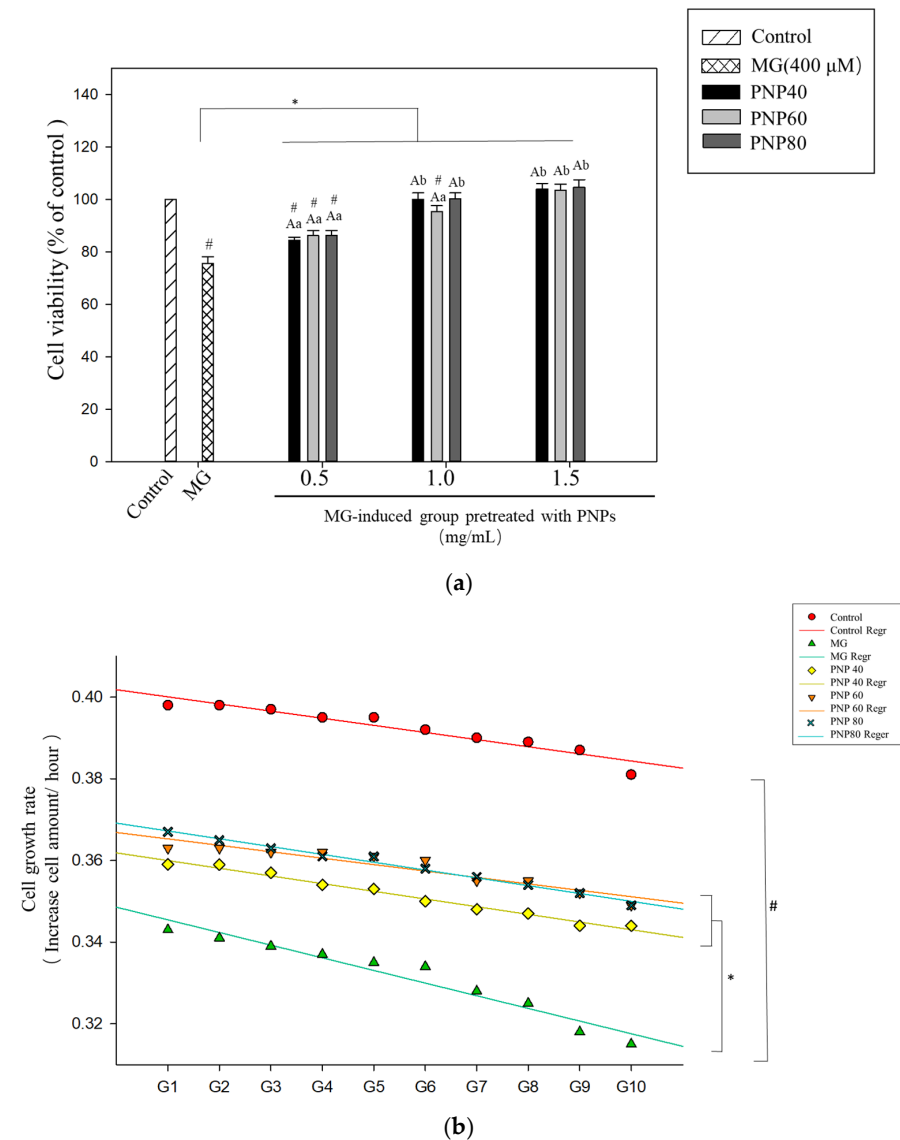 Control
MG(400 μM)
PNP40
PNP60
PNP80
Cell viability (% of control )
140
120
100
80
60
40
20
0
*
#
# # #
Aa Aa Aa
Ab # Ab
Aa
Ab Ab Ab
Control
MG
0.5 1.0 1.5
MG-induced group pretreated with PNPs
(mg/mL)
(a)
Control
Control Regr
MG
MG Regr
PNP 40
PNP 40 Regr
PNP 60
PNP 60 Regr
PNP 80
PNP80 Reger
Cell growth rate
( Increase cell amount/ hour )
0.40
0.38
0.36
0.34
0.32
#
*
G1 G2 G3 G4 G5 G6 G7 G8 G9 G10
(b)